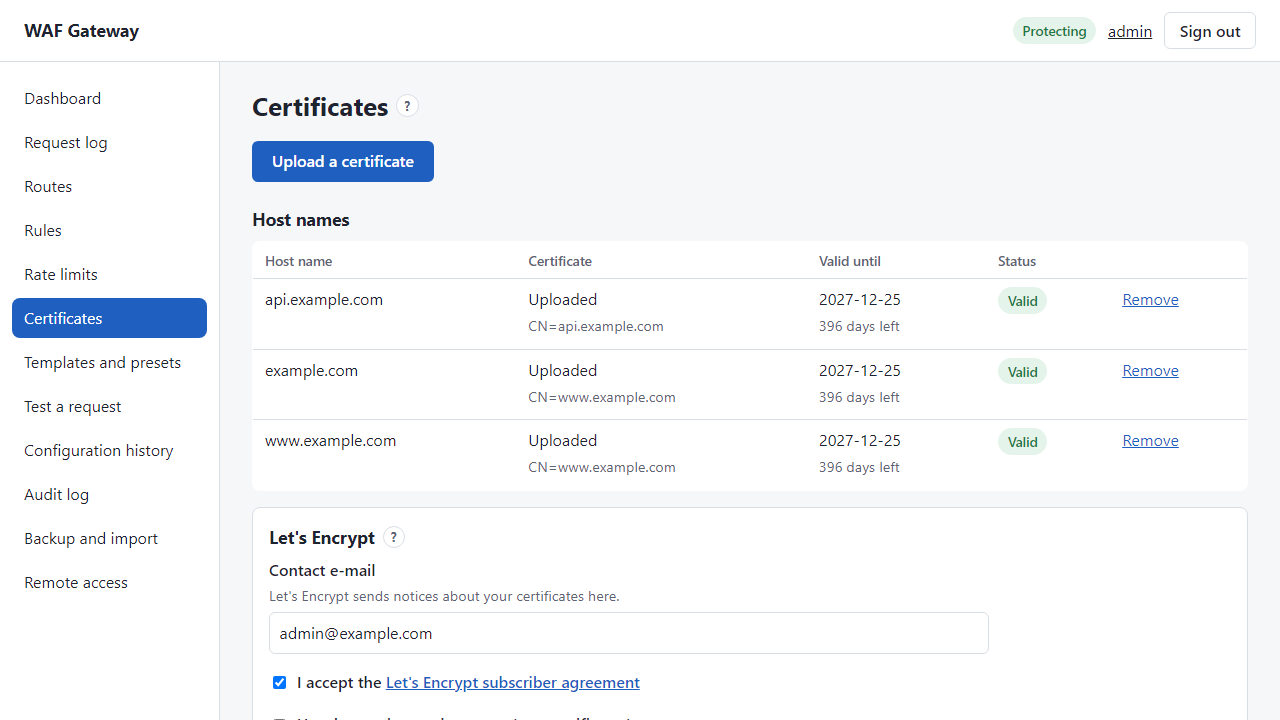 WAF Gateway
Protecting
admin
Sign out
Dashboard
Request log
Routes
Rules
Rate limits
Certificates
Templates and presets
Test a request
Configuration history
Audit log
Backup and import
Remote access
Certificates ?
Upload a certificate
Host names
Host name Certificate Valid until Status
api.example.com Uploaded 2027-12-25 Valid Remove
CN=api.example.com 396 days left
example.com Uploaded 2027-12-25 Valid Remove
CN=www.example.com 396 days left
www.example.com Uploaded 2027-12-25 Valid Remove
CN=www.example.com 396 days left
Let's Encrypt ?
Contact e-mail
Let's Encrypt sends notices about your certificates here.
admin@example.com
I accept the Let's Encrypt subscriber agreement